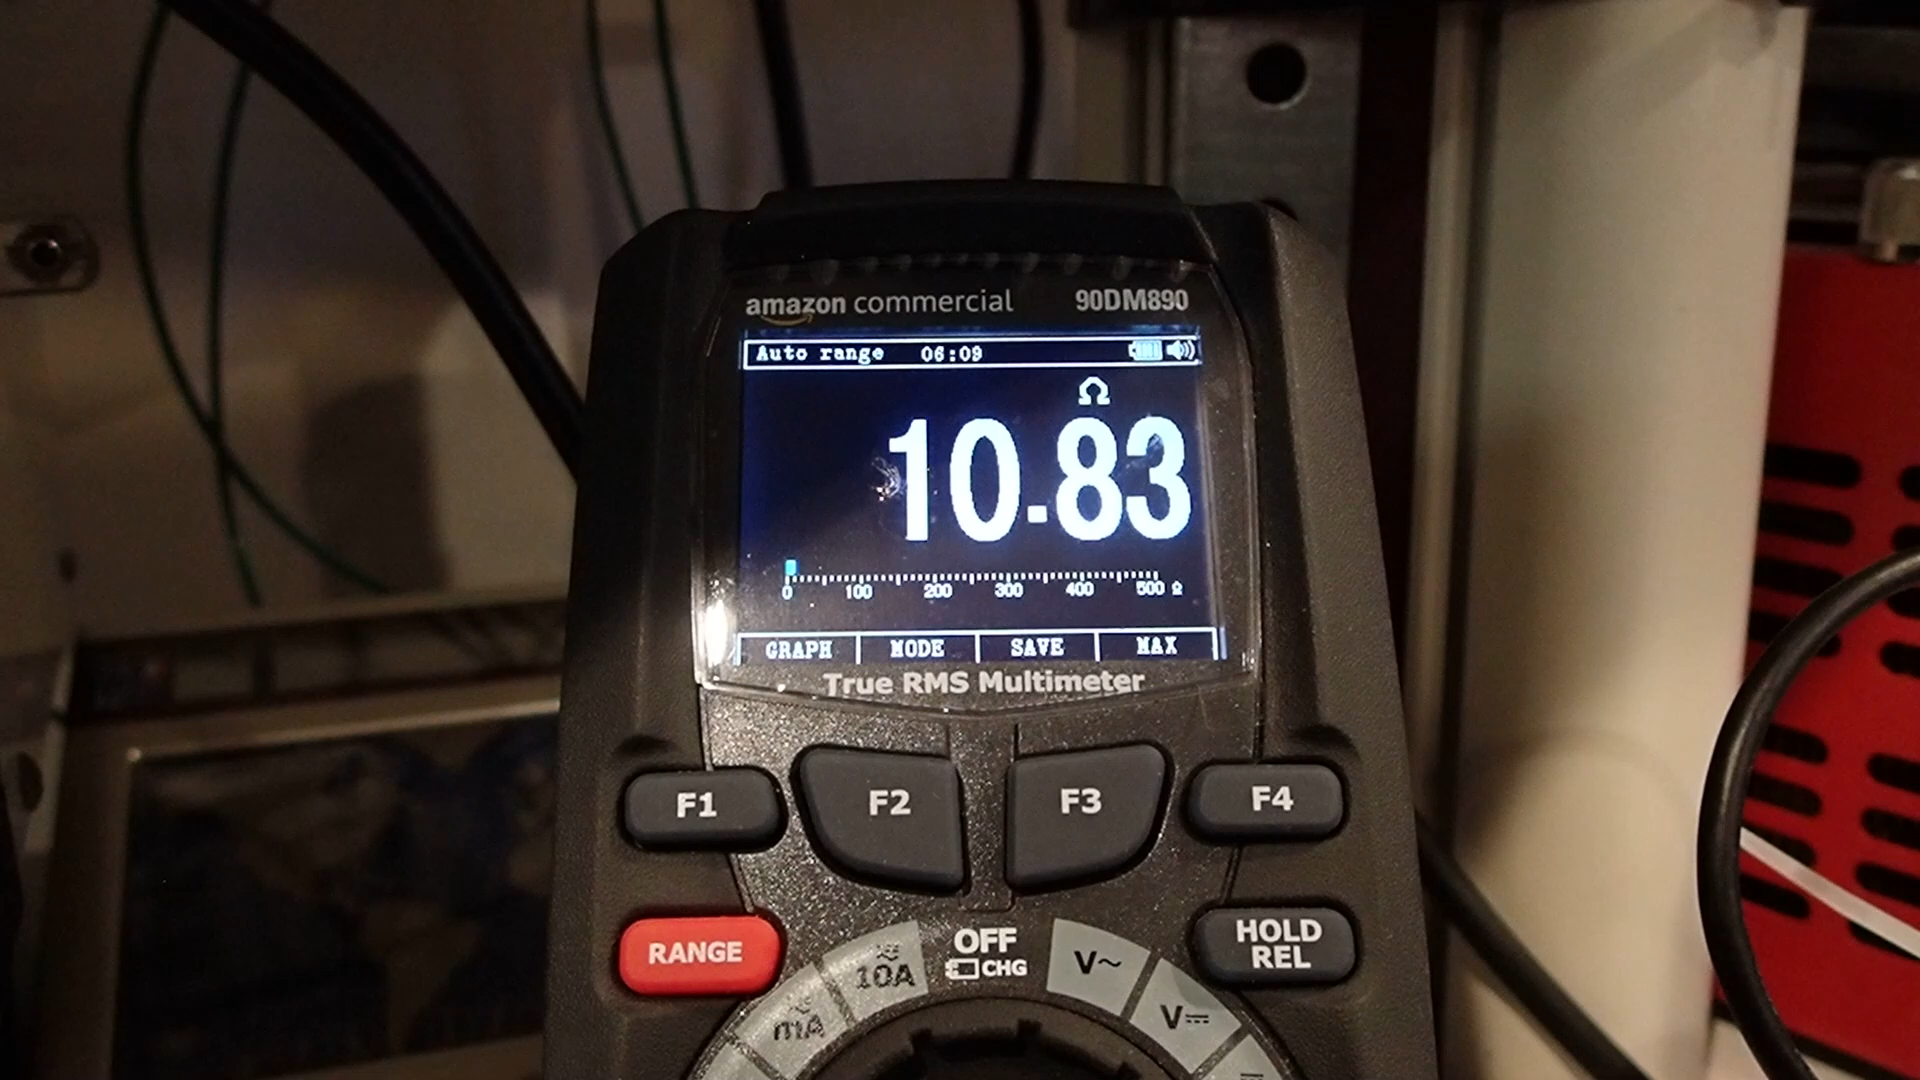 amazon commercial 90DM890
Auto range 06:09
Ω
10.83
0 100 200 300 400 500 Ω
GRAPH MODE SAVE MAX
True RMS Multimeter
F1 F2 F3 F4
RANGE
HOLD
REL
OFF
CHG
10A
mA
V~
V⎓